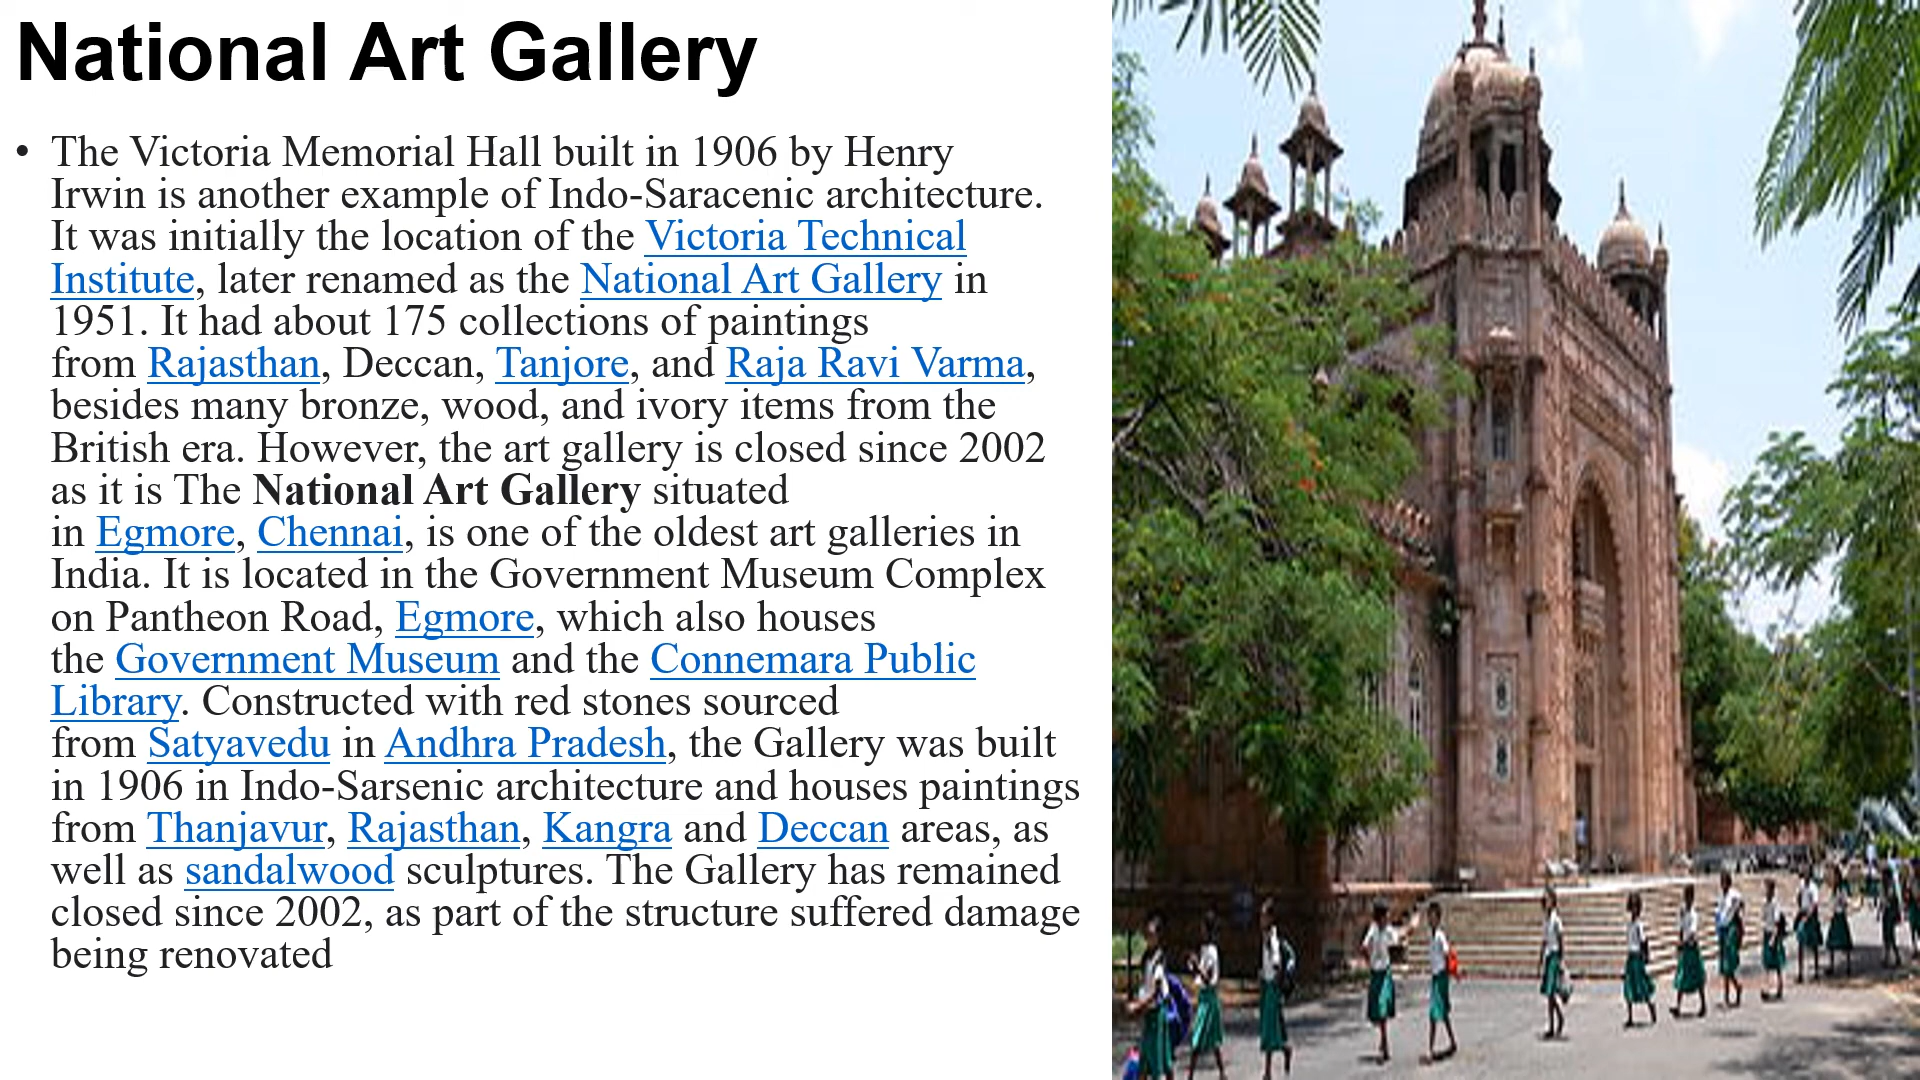 National Art Gallery
• The Victoria Memorial Hall built in 1906 by Henry
Irwin is another example of Indo-Saracenic architecture.
It was initially the location of the Victoria Technical
Institute, later renamed as the National Art Gallery in
1951. It had about 175 collections of paintings
from Rajasthan, Deccan, Tanjore, and Raja Ravi Varma,
besides many bronze, wood, and ivory items from the
British era. However, the art gallery is closed since 2002
as it is The National Art Gallery situated
in Egmore, Chennai, is one of the oldest art galleries in
India. It is located in the Government Museum Complex
on Pantheon Road, Egmore, which also houses
the Government Museum and the Connemara Public
Library. Constructed with red stones sourced
from Satyavedu in Andhra Pradesh, the Gallery was built
in 1906 in Indo-Sarsenic architecture and houses paintings
from Thanjavur, Rajasthan, Kangra and Deccan areas, as
well as sandalwood sculptures. The Gallery has remained
closed since 2002, as part of the structure suffered damage
being renovated